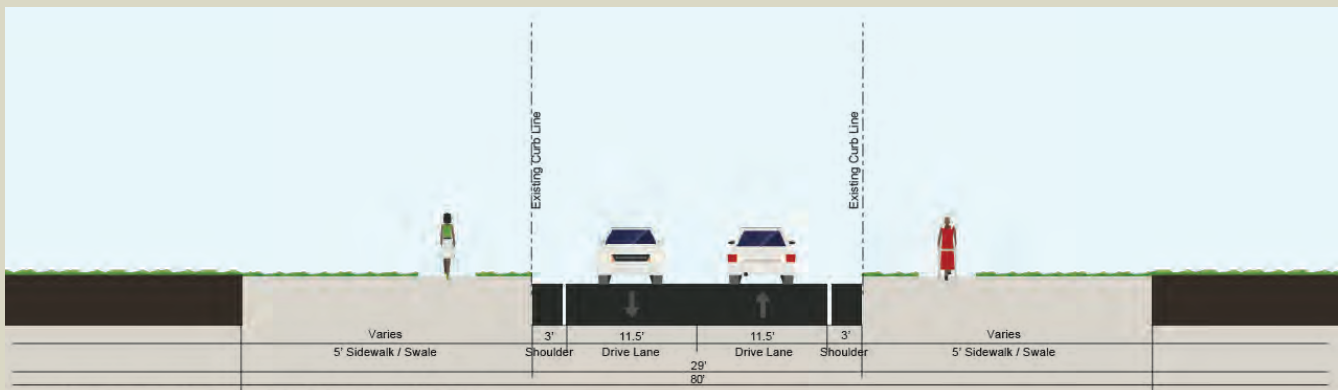 Existing Curb Line
Existing Curb Line
Varies
3'
11.5'
11.5'
3'
Varies
5' Sidewalk / Swale
Shoulder
Drive Lane
Drive Lane
Shoulder
5' Sidewalk / Swale
29'
80'